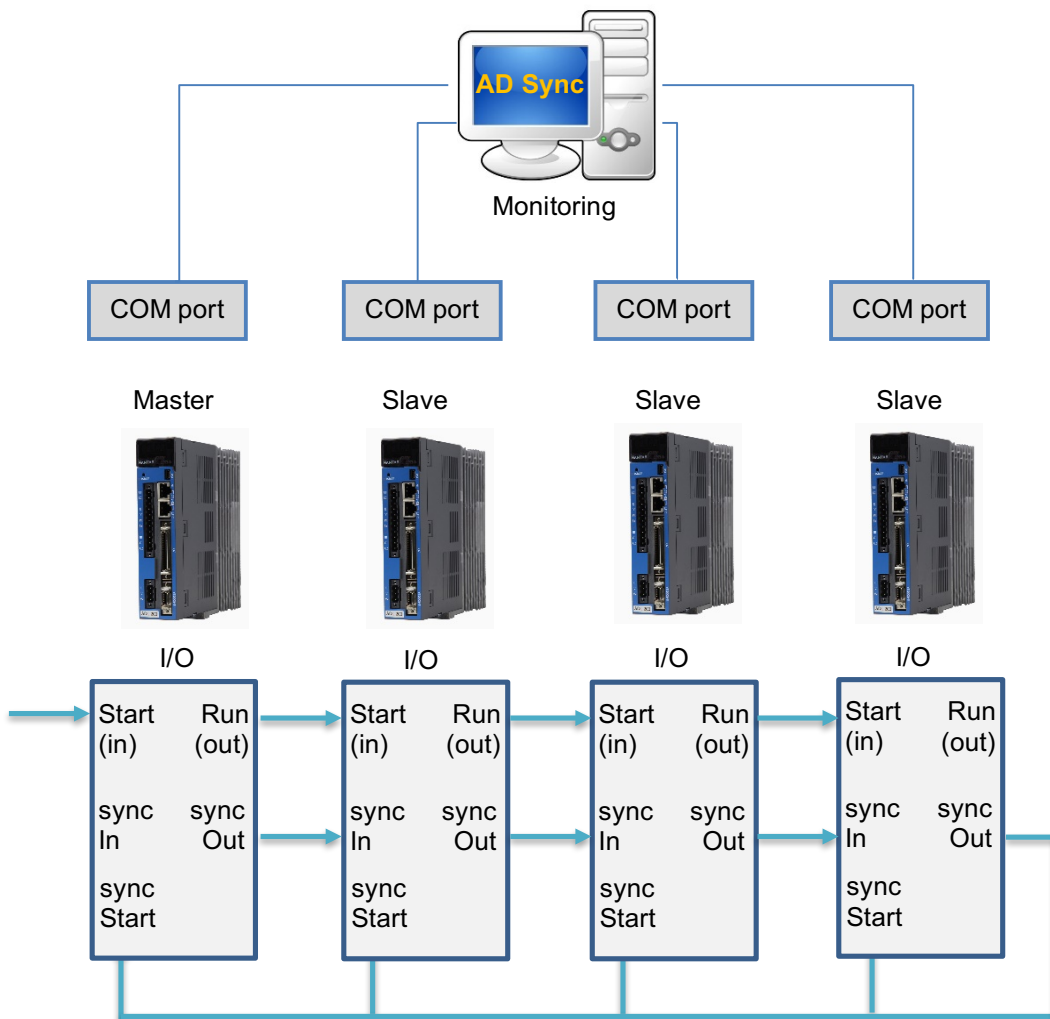 AD Sync
Monitoring
COM port
COM port
COM port
COM port
Master
Slave
Slave
Slave
I/O
I/O
I/O
I/O
Start Run
(in) (out)
sync sync
In Out
sync
Start
Start Run
(in) (out)
sync sync
In Out
sync
Start
Start Run
(in) (out)
sync sync
In Out
sync
Start
Start Run
(in) (out)
sync sync
In Out
sync
Start